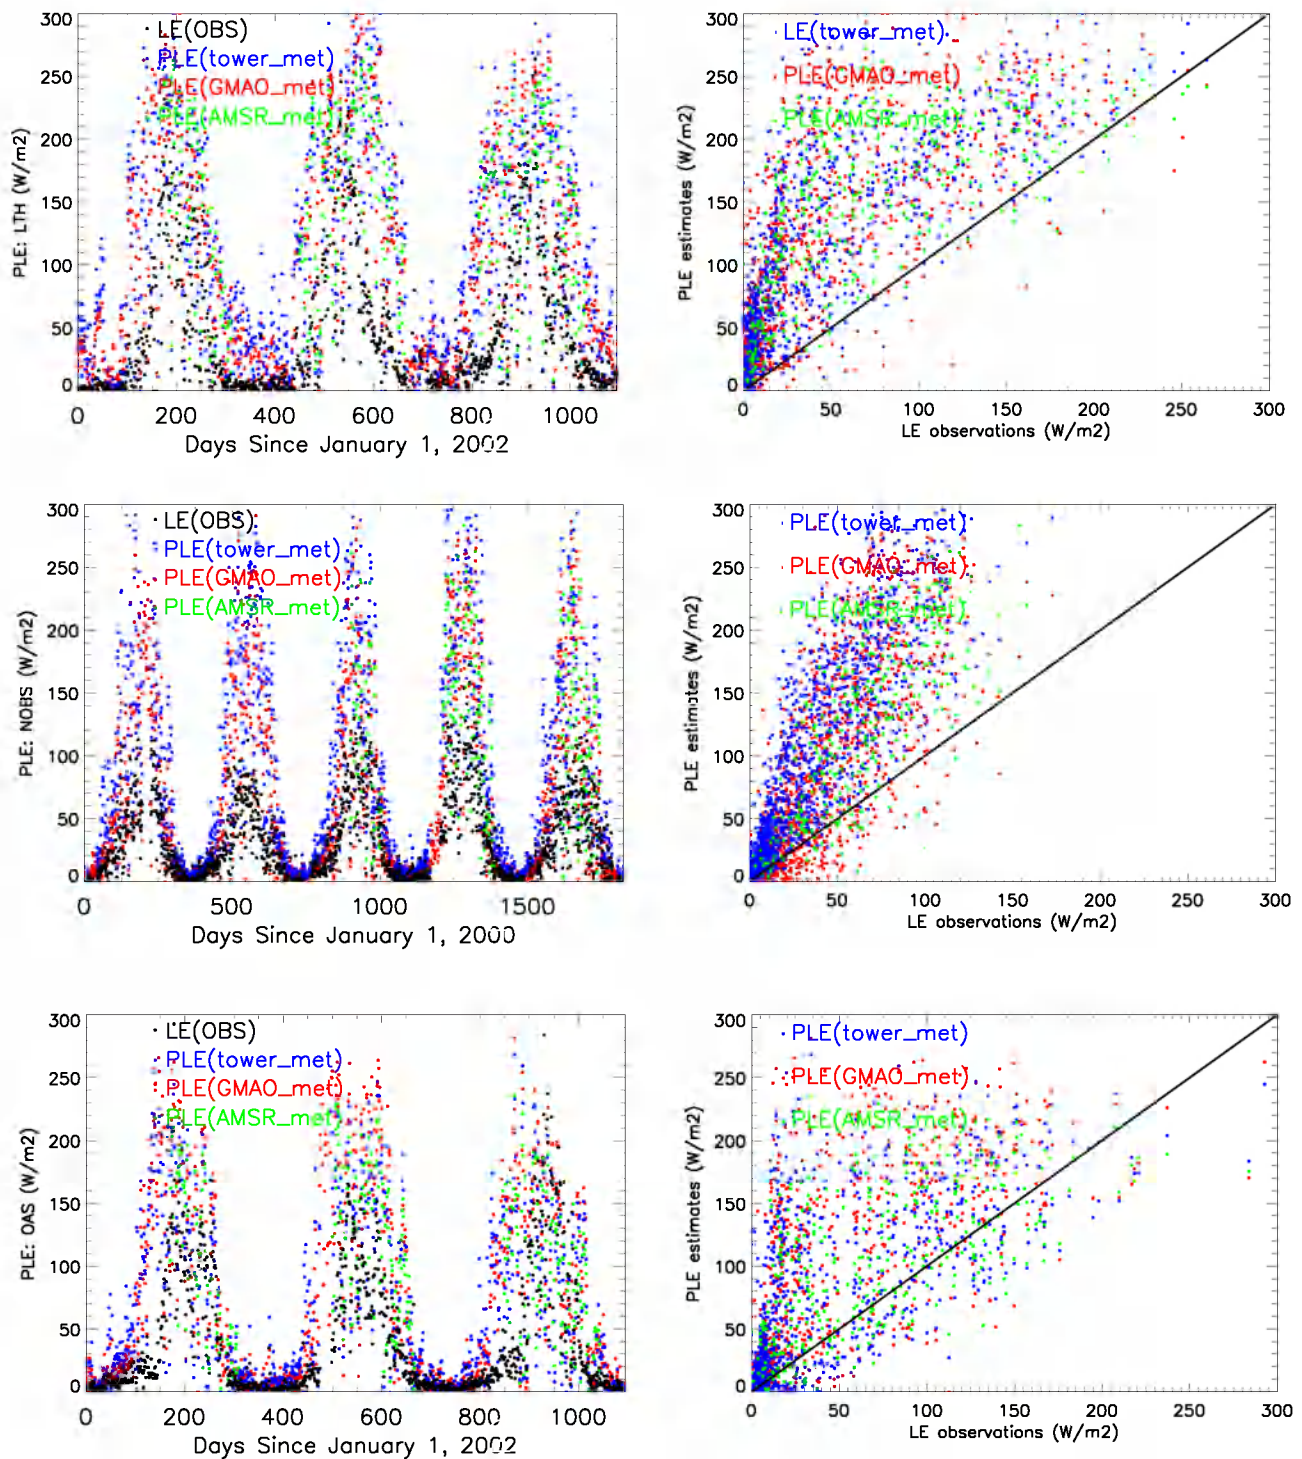 300
250
200
150
100
50
0
PLE: LTH (W/m2)
LE(OBS)
PLE(tower_met)
PLE(GMAO_met)
PLE(AMSR_met)
0 200 400 600 800 1000
Days Since January 1, 2002
300
250
200
150
100
50
0
PLE estimates (W/m2)
LE(tower_met)
PLE(GMAO_met)
PLE(AMSR_met)
0 50 100 150 200 250 300
LE observations (W/m2)
300
250
200
150
100
50
0
PLE: NOBS (W/m2)
LE(OBS)
PLE(tower_met)
PLE(GMAO_met)
PLE(AMSR_met)
0 500 1000 1500
Days Since January 1, 2000
300
250
200
150
100
50
0
PLE estimates (W/m2)
PLE(tower_met)
PLE(GMAO_met)
PLE(AMSR_met)
0 50 100 150 200 250 300
LE observations (W/m2)
300
250
200
150
100
50
0
PLE: OAS (W/m2)
LE(OBS)
PLE(tower_met)
PLE(GMAO_met)
PLE(AMSR_met)
0 200 400 600 800 1000
Days Since January 1, 2002
300
250
200
150
100
50
0
PLE estimates (W/m2)
PLE(tower_met)
PLE(GMAO_met)
PLE(AMSR_met)
0 50 100 150 200 250 300
LE observations (W/m2)